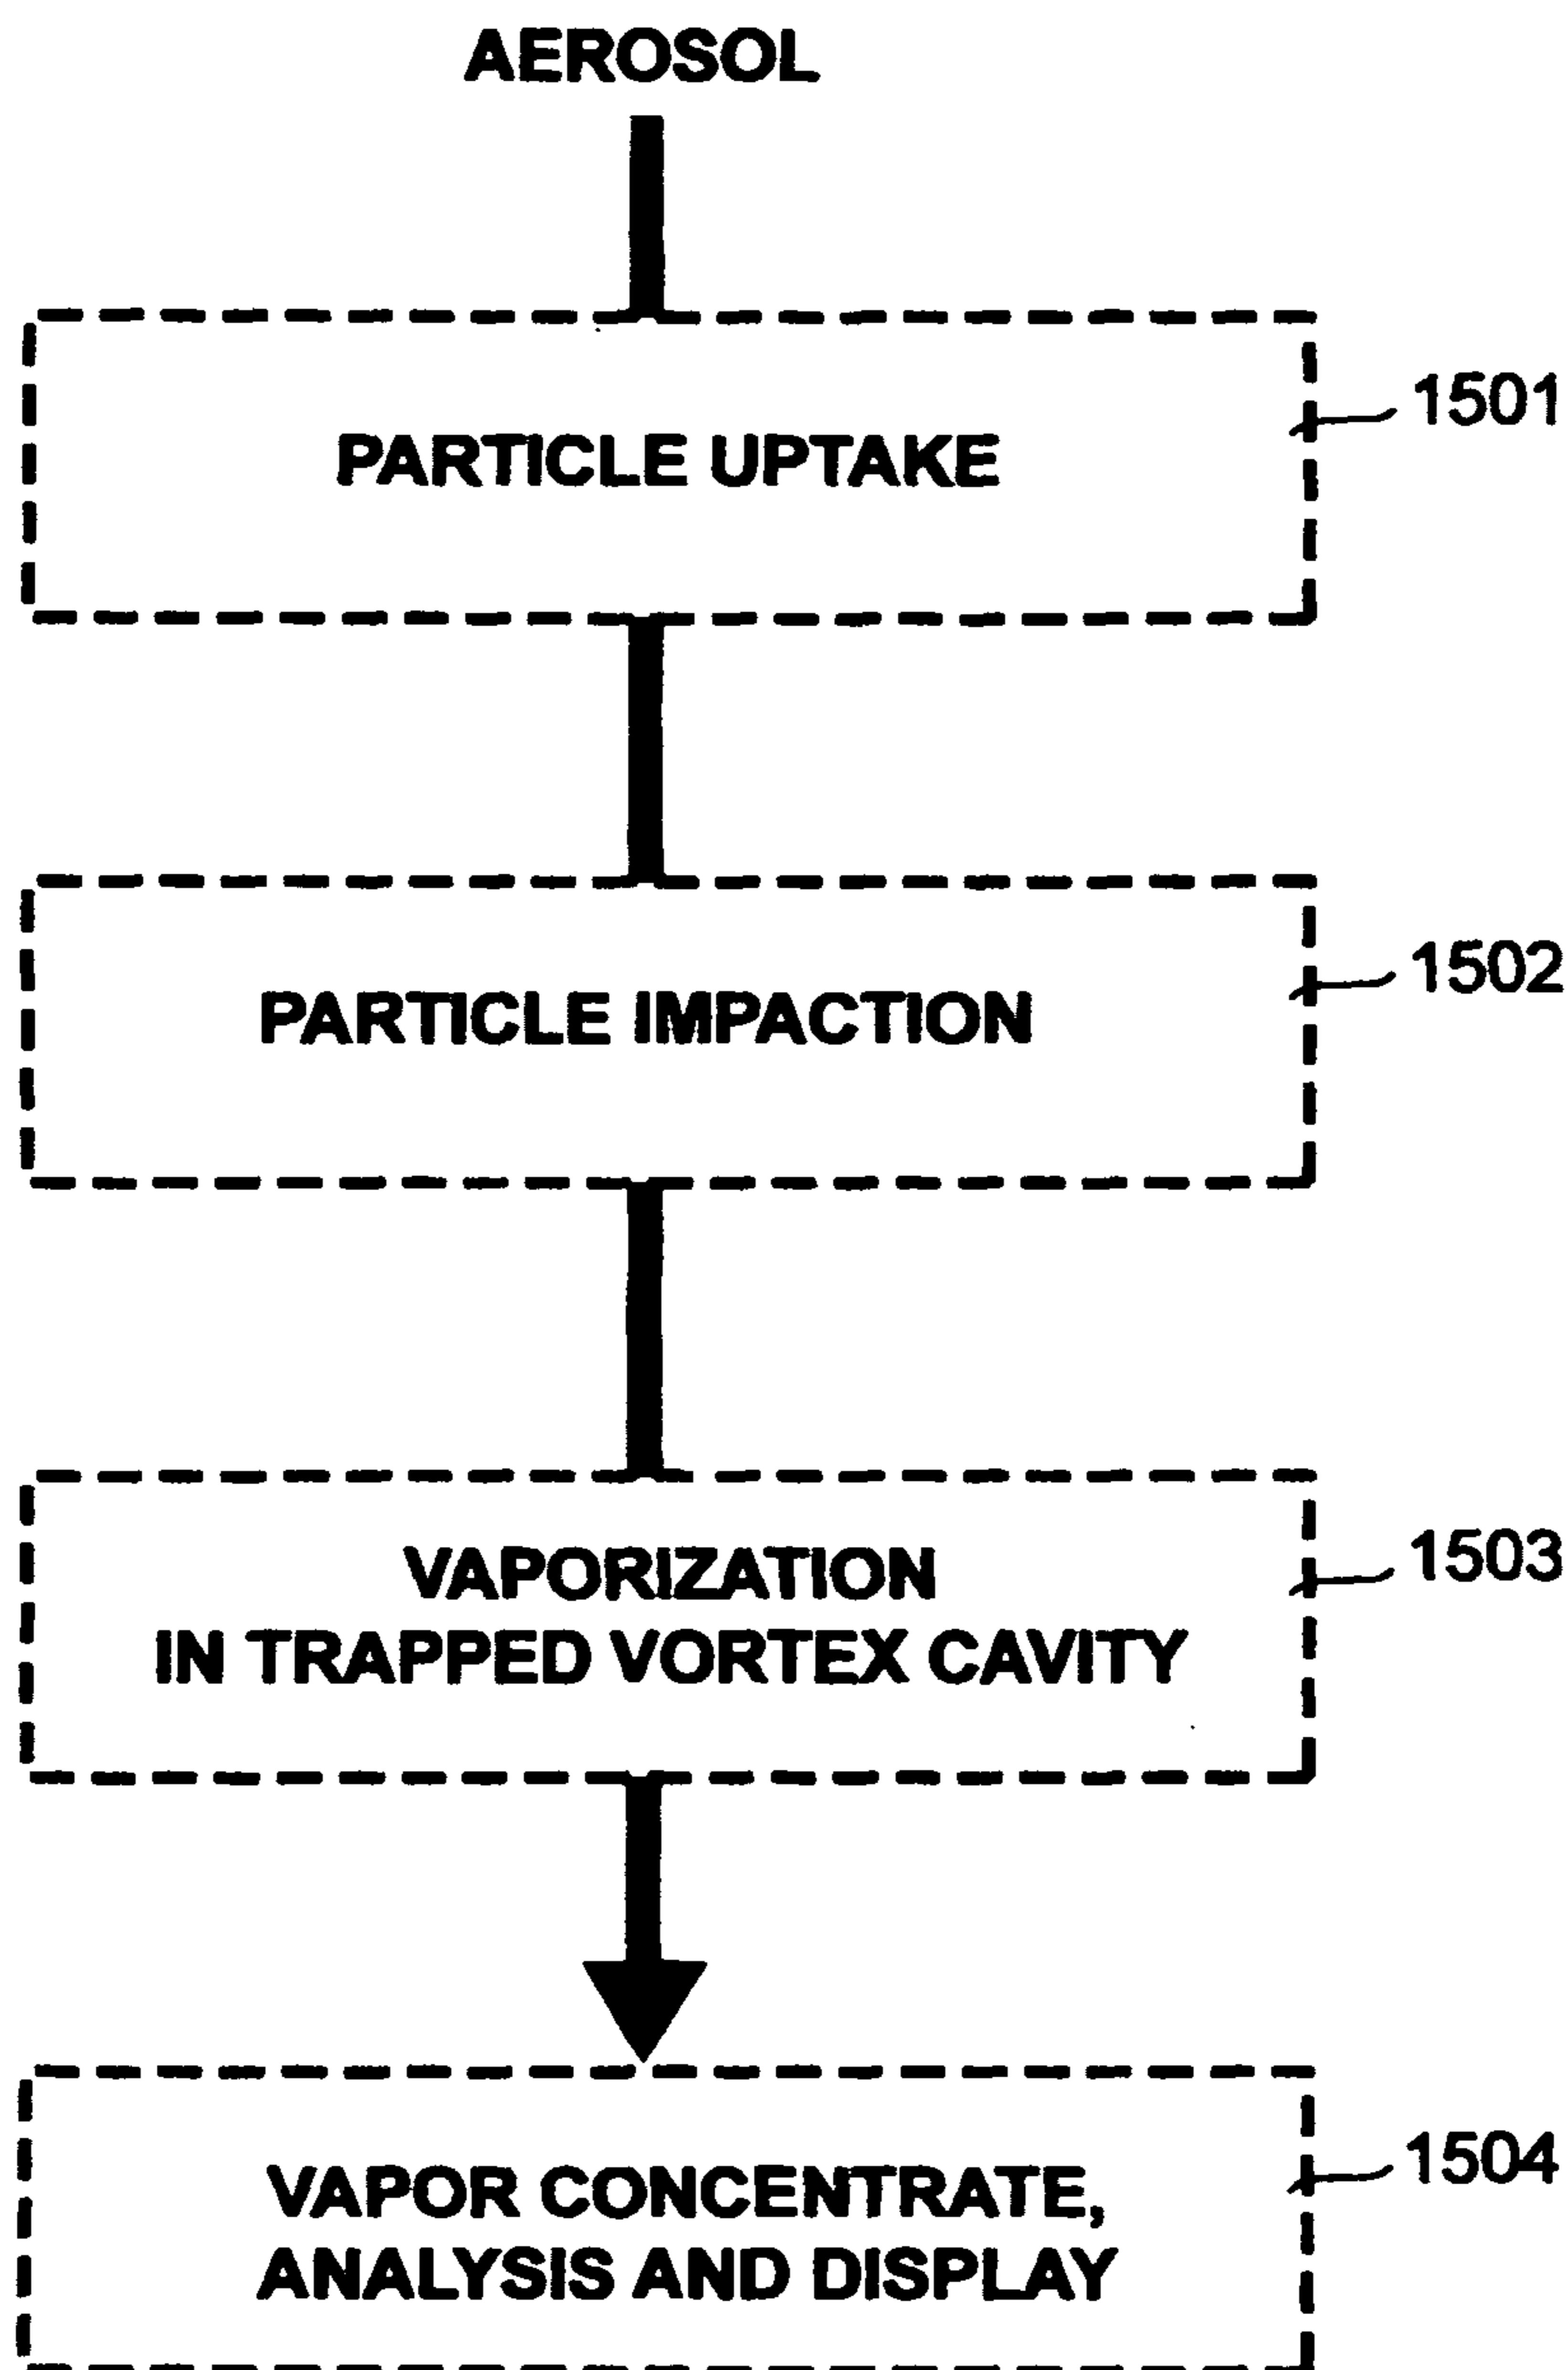 AEROSOL
PARTICLE UPTAKE
1501
PARTICLE IMPACTION
1502
VAPORIZATION
IN TRAPPED VORTEX CAVITY
1503
VAPOR CONCENTRATE,
ANALYSIS AND DISPLAY
1504